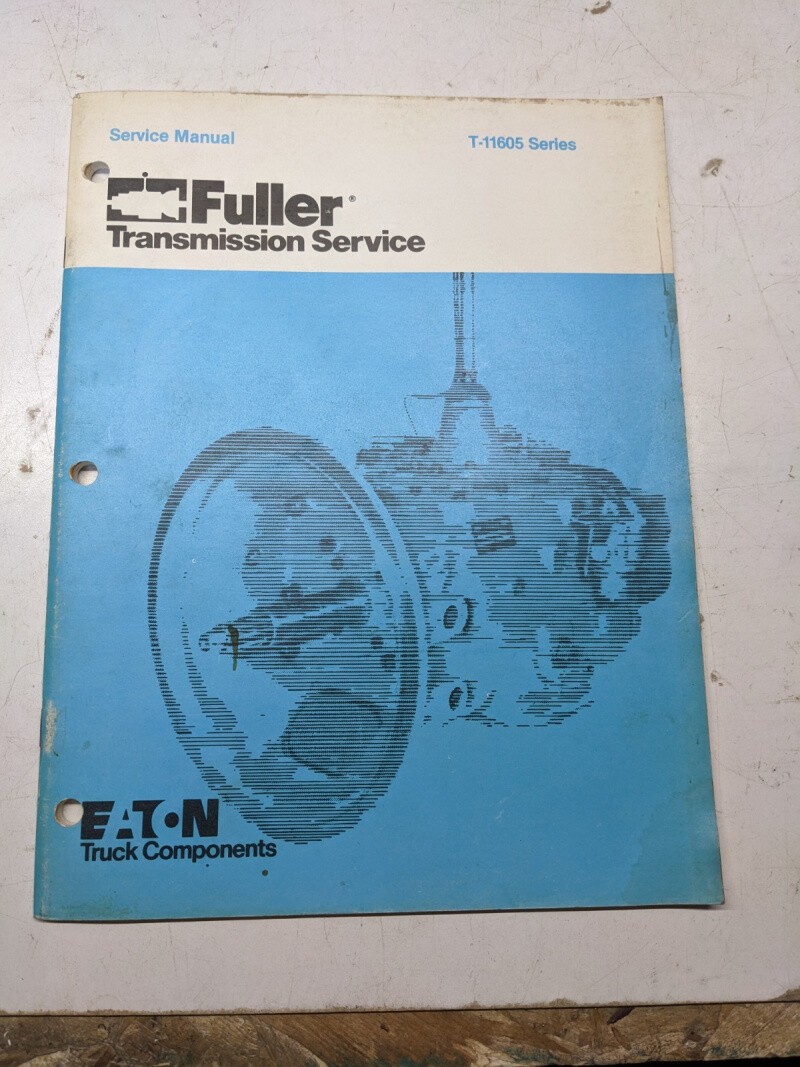 Service Manual
T-11605 Series
Fuller®
Transmission Service
EATON
Truck Components